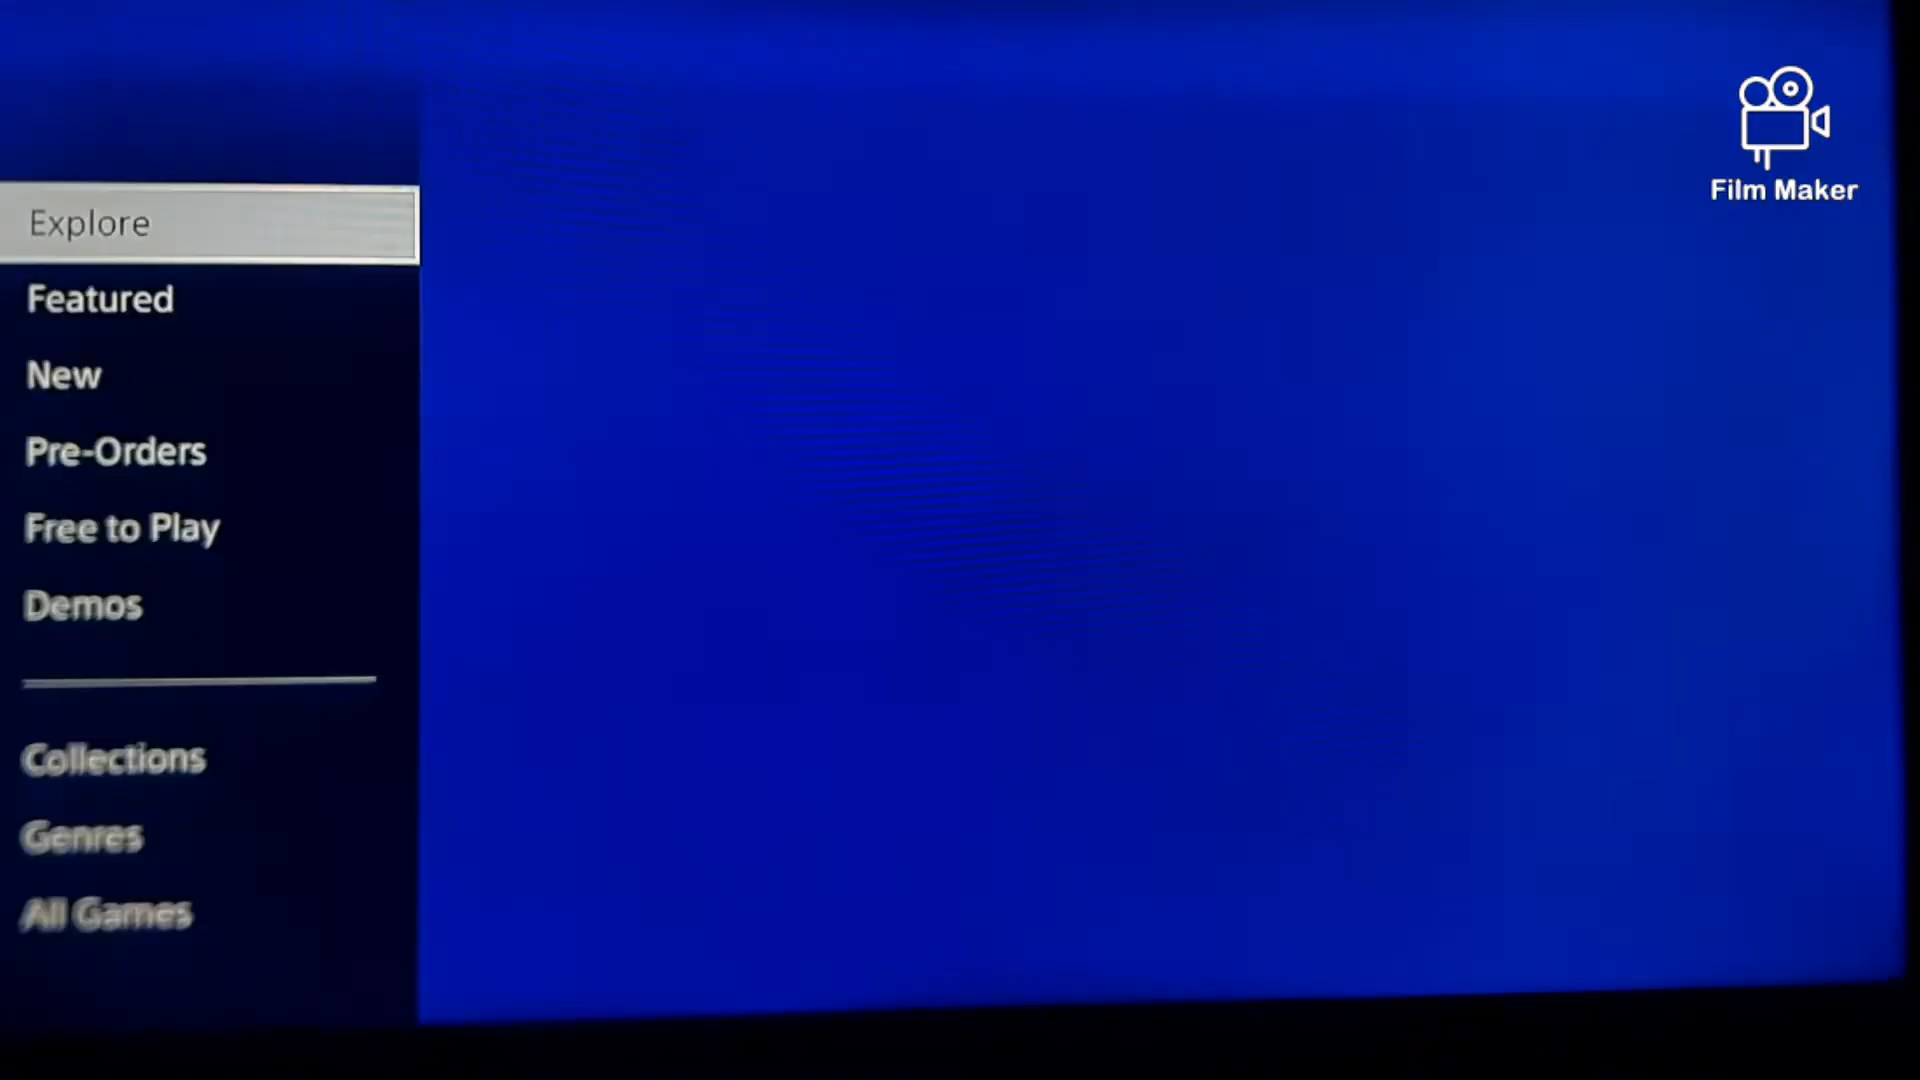 Film Maker
Explore
Featured
New
Pre-Orders
Free to Play
Demos
Collections
Genres
All Games